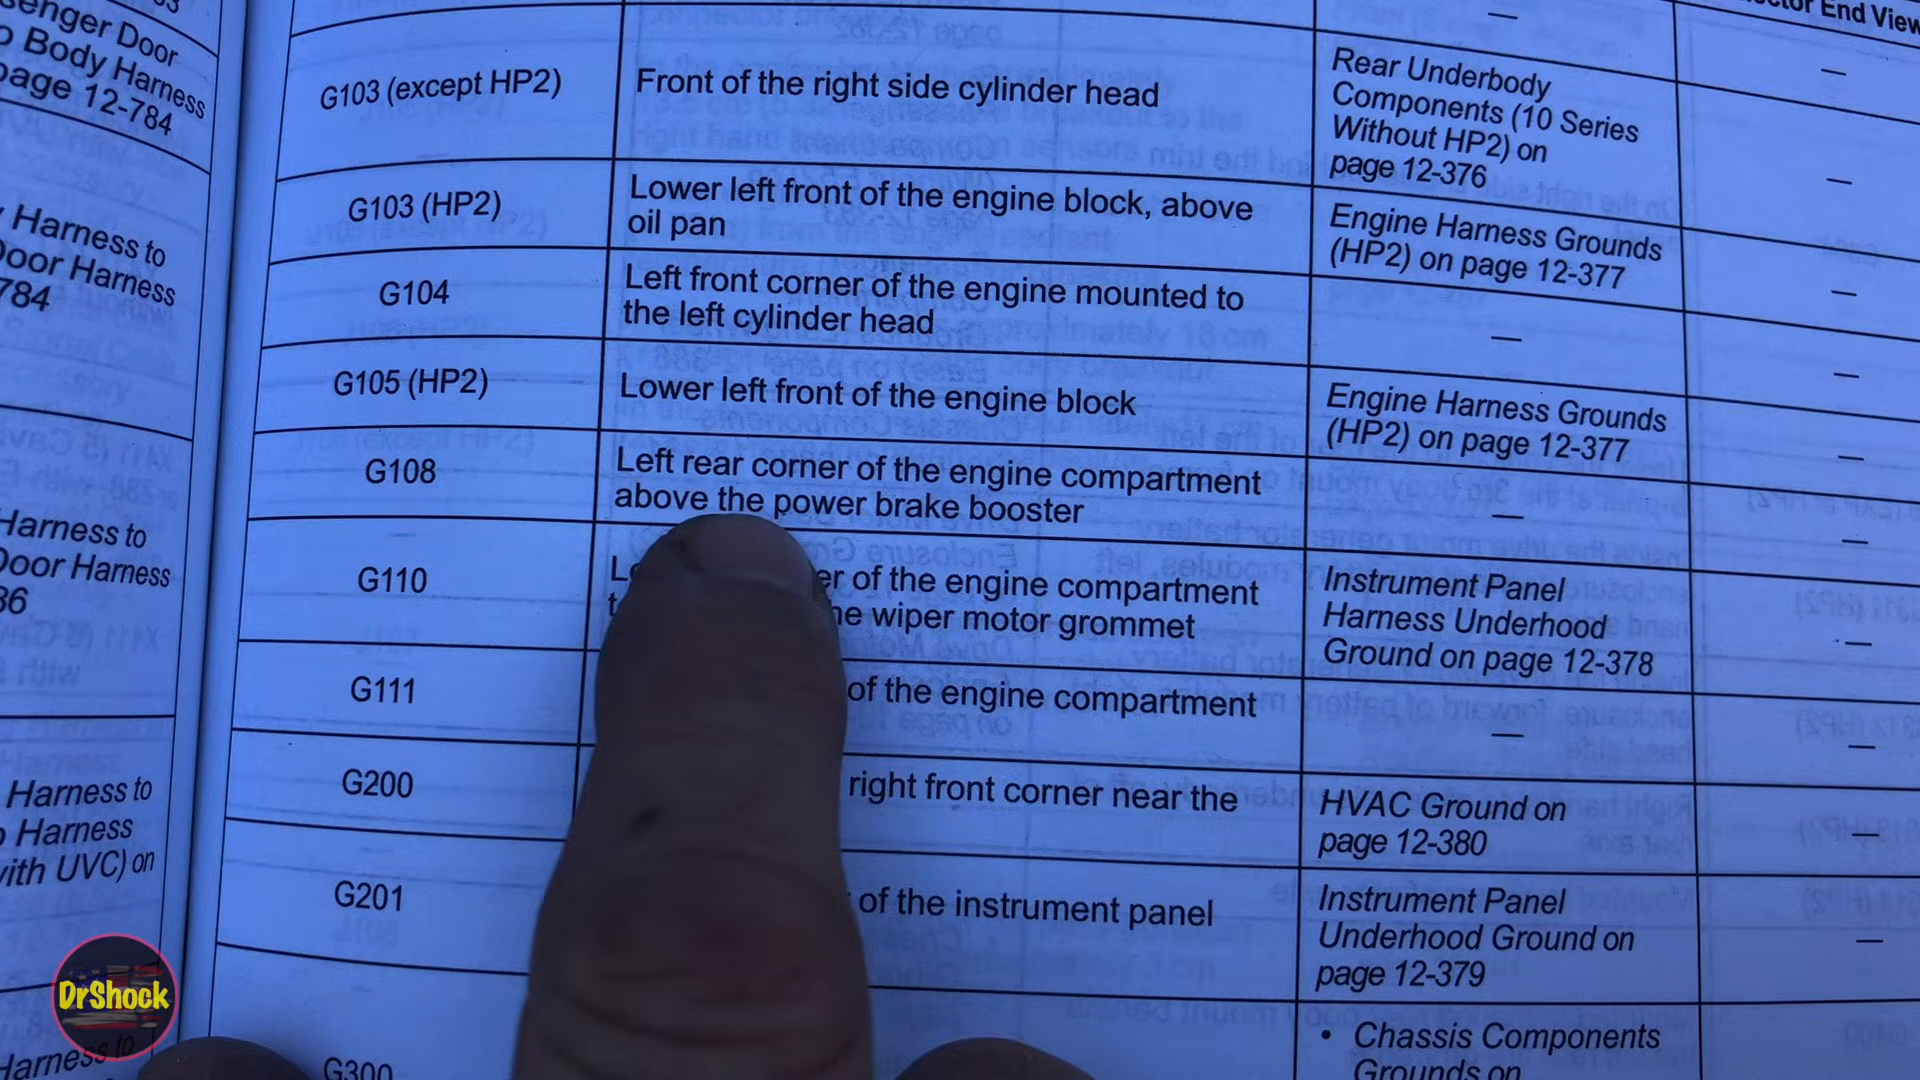 senger Door
o Body Harness
page 12-784
Harness to
Door Harness
784
Harness to
Door Harness
36
Harness to
Harness
with UVC) on
Harness to
End View
G103 (except HP2)
Front of the right side cylinder head
Rear Underbody
Components (10 Series
Without HP2) on
page 12-376
G103 (HP2)
Lower left front of the engine block, above
oil pan
Engine Harness Grounds
(HP2) on page 12-377
G104
Left front corner of the engine mounted to
the left cylinder head
—
G105 (HP2)
Lower left front of the engine block
Engine Harness Grounds
(HP2) on page 12-377
G108
Left rear corner of the engine compartment
above the power brake booster
—
G110
er of the engine compartment
he wiper motor grommet
Instrument Panel
Harness Underhood
Ground on page 12-378
G111
of the engine compartment
—
G200
right front corner near the
HVAC Ground on
page 12-380
G201
of the instrument panel
Instrument Panel
Underhood Ground on
page 12-379
G300
• Chassis Components
Grounds on
DrShock